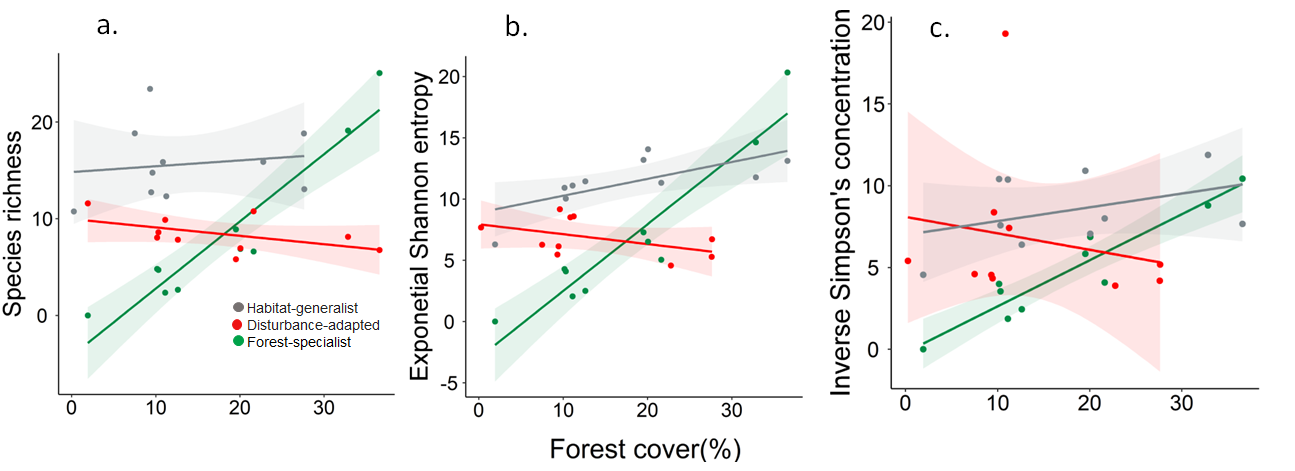 a.
Species richness
20
10
0
0 10 20 30
Habitat-generalist
Disturbance-adapted
Forest-specialist
b.
Exponetial Shannon entropy
20
15
10
5
0
-5
0 10 20 30
Forest cover(%)
c.
Inverse Simpson's concentration
20
15
10
5
0
0 10 20 30